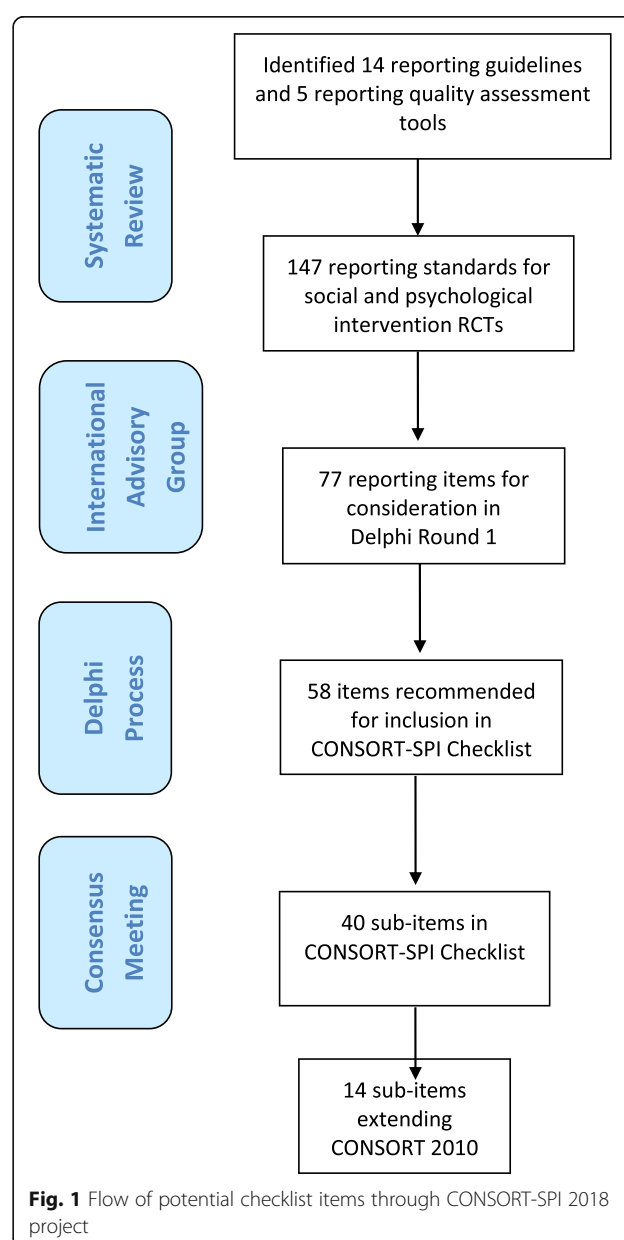 Identified 14 reporting guidelines
and 5 reporting quality assessment
tools
Systematic
Review
147 reporting standards for
social and psychological
intervention RCTs
International
Advisory
Group
77 reporting items for
consideration in
Delphi Round 1
Delphi
Process
58 items recommended
for inclusion in
CONSORT-SPI Checklist
Consensus
Meeting
40 sub-items in
CONSORT-SPI Checklist
14 sub-items
extending
CONSORT 2010
Fig. 1 Flow of potential checklist items through CONSORT-SPI 2018
project